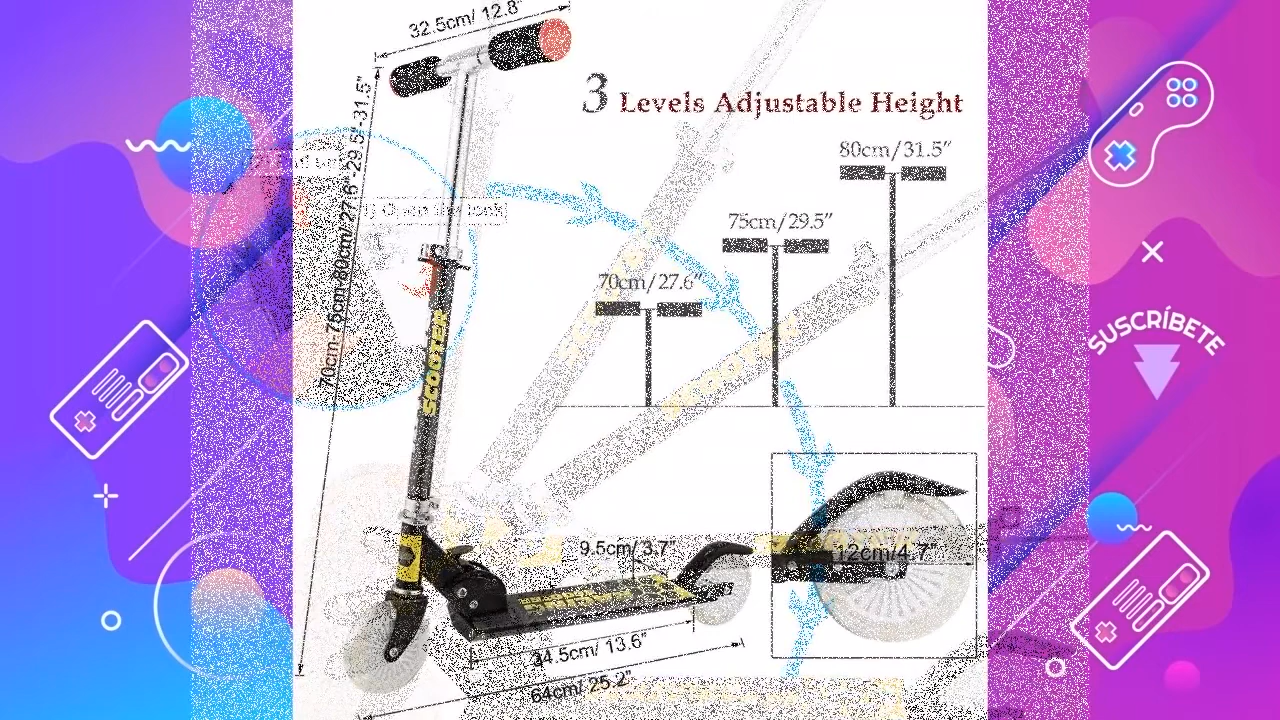 32.5cm/ 12.8"
3 Levels Adjustable Height
80cm/31.5"
75cm/29.5"
70cm/27.6"
70cm-75cm-80cm/27.6"-29.5"-31.5"
SCOOTER
SUSCRÍBETE
9.5cm/ 3.7"
12cm/4.7"
34.5cm/ 13.6"
64cm/ 25.2"